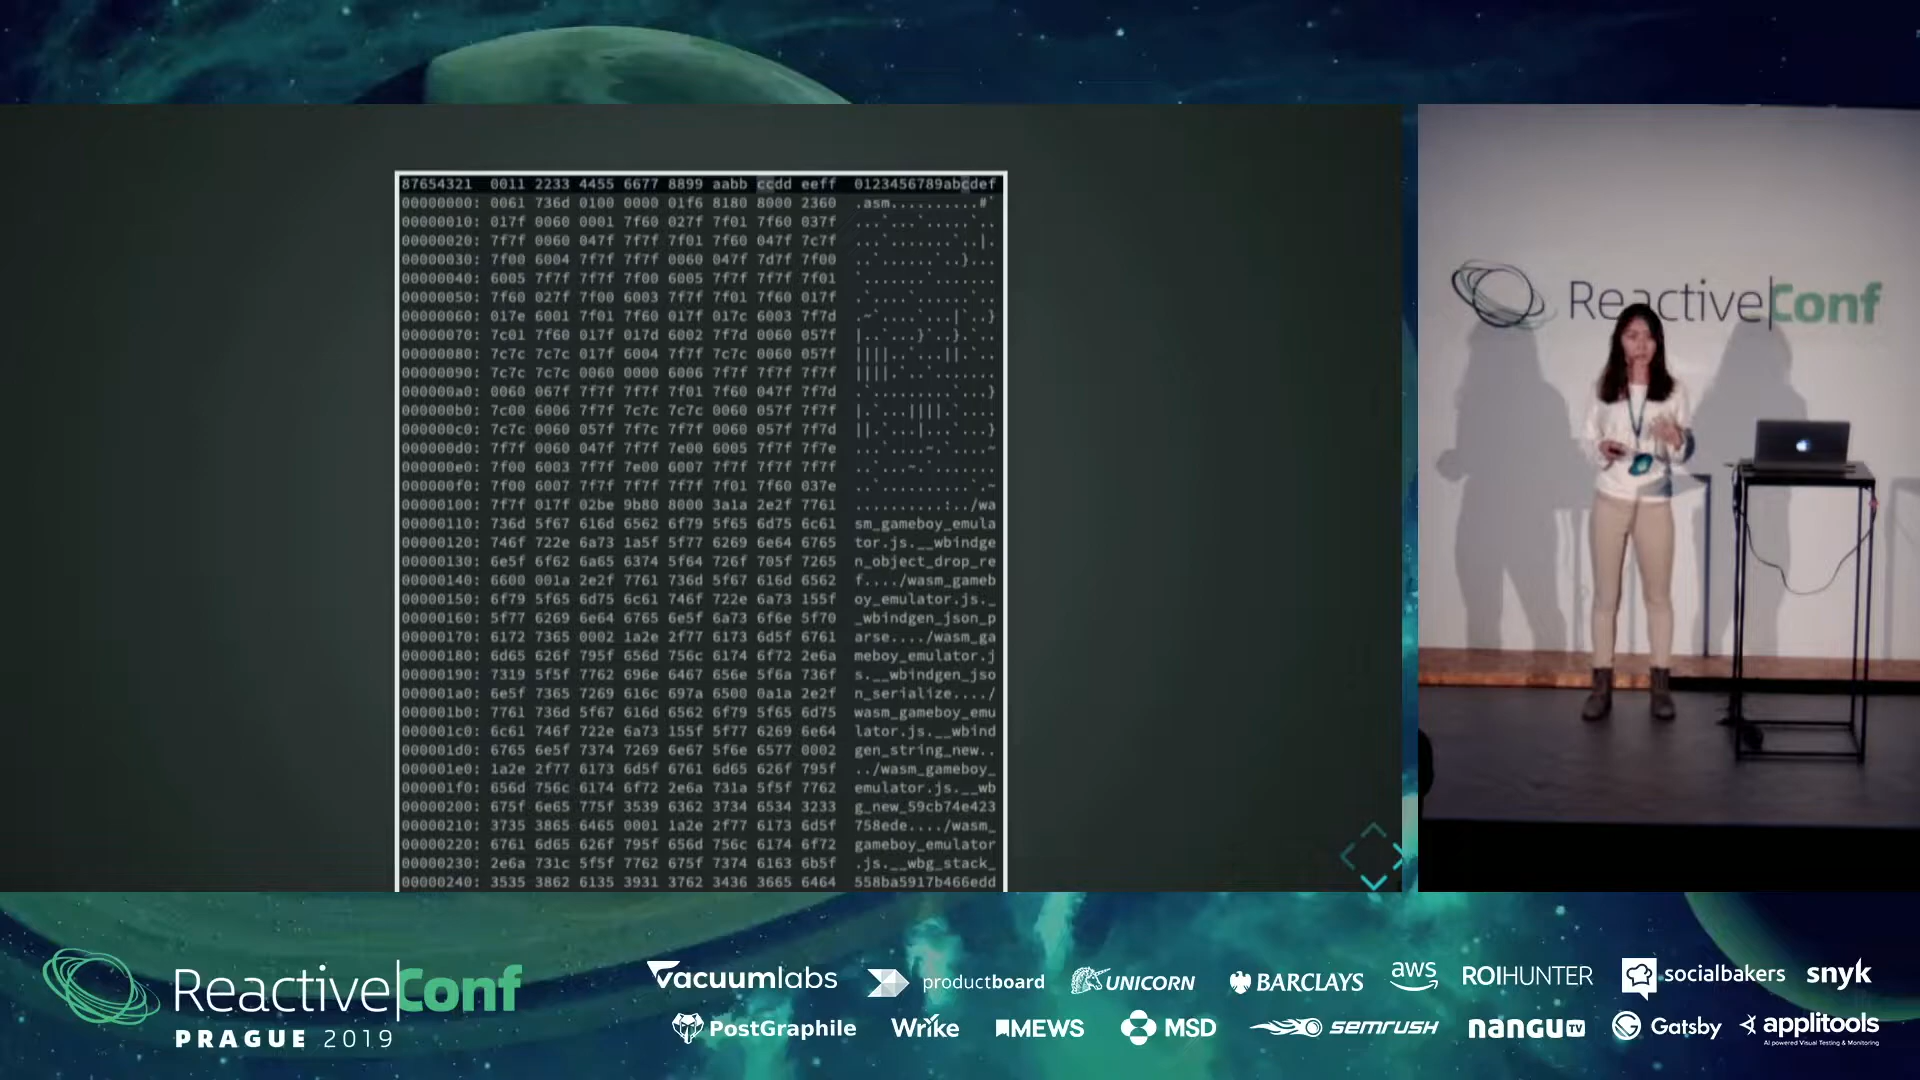 87654321 0011 2233 4455 6677 8899 aabb ccdd eeff 0123456789abcdef
00000000: 0061 736d 0100 0000 01f6 8180 8000 2360 .asm..........#`
00000010: 017f 0060 0001 7f60 027f 7f01 7f60 037f ...`...`.....`..
00000020: 7f7f 0060 047f 7f7f 7f01 7f60 047f 7c7f ...`.......`..|.
00000030: 7f00 6004 7f7f 7f7f 0060 047f 7d7f 7f00 ..`......`..}...
00000040: 6005 7f7f 7f7f 7f00 6005 7f7f 7f7f 7f01 `.......`.......
00000050: 7f60 027f 7f00 6003 7f7f 7f01 7f60 017f .`....`......`..
00000060: 017e 6001 7f01 7f60 017f 017c 6003 7f7d .~`....`...|`..}
00000070: 7c01 7f60 017f 017d 6002 7f7d 0060 057f |..`...}`..}.`..
00000080: 7c7c 7c7c 017f 6004 7f7f 7c7c 0060 057f ||||..`...||.`..
00000090: 7c7c 7c7c 0060 0000 6006 7f7f 7f7f 7f7f ||||.`..`.......
000000a0: 0060 067f 7f7f 7f7f 7f01 7f60 047f 7f7d .`.........`...}
000000b0: 7c00 6006 7f7f 7c7c 7c7c 0060 057f 7f7f |.`...||||.`....
000000c0: 7c7c 0060 057f 7f7c 7f7f 0060 057f 7f7d ||.`...|...`...}
000000d0: 7f7f 0060 047f 7f7f 7e00 6005 7f7f 7f7e ...`....~.`....~
000000e0: 7f00 6003 7f7f 7e00 6007 7f7f 7f7f 7f7f ..`...~.`.......
000000f0: 7f00 6007 7f7f 7f7f 7f7f 7f01 7f60 037e ..`..........`.~
00000100: 7f7f 017f 02be 9b80 8000 3a1a 2e2f 7761 ..........:../wa
00000110: 736d 5f67 616d 6562 6f79 5f65 6d75 6c61 sm_gameboy_emula
00000120: 746f 722e 6a73 1a5f 5f77 6269 6e64 6765 tor.js.__wbindge
00000130: 6e5f 6f62 6a65 6374 5f64 726f 705f 7265 n_object_drop_re
00000140: 6600 001a 2e2f 7761 736d 5f67 616d 6562 f..../wasm_gameb
00000150: 6f79 5f65 6d75 6c61 746f 722e 6a73 155f oy_emulator.js._
00000160: 5f77 6269 6e64 6765 6e5f 6a73 6f6e 5f70 _wbindgen_json_p
00000170: 6172 7365 0002 1a2e 2f77 6173 6d5f 6761 arse..../wasm_ga
00000180: 6d65 626f 795f 656d 756c 6174 6f72 2e6a meboy_emulator.j
00000190: 7319 5f5f 7762 696e 6467 656e 5f6a 736f s.__wbindgen_jso
000001a0: 6e5f 7365 7269 616c 697a 6500 0a1a 2e2f n_serialize..../
000001b0: 7761 736d 5f67 616d 6562 6f79 5f65 6d75 wasm_gameboy_emu
000001c0: 6c61 746f 722e 6a73 155f 5f77 6269 6e64 lator.js.__wbind
000001d0: 6765 6e5f 7374 7269 6e67 5f6e 6577 0002 gen_string_new..
000001e0: 1a2e 2f77 6173 6d5f 6761 6d65 626f 795f ../wasm_gameboy_
000001f0: 656d 756c 6174 6f72 2e6a 731a 5f5f 7762 emulator.js.__wb
00000200: 675f 6e65 775f 3539 6362 3734 6534 3233 g_new_59cb74e423
00000210: 3735 3865 6465 0001 1a2e 2f77 6173 6d5f 758ede..../wasm_
00000220: 6761 6d65 626f 795f 656d 756c 6174 6f72 gameboy_emulator
00000230: 2e6a 731c 5f5f 7762 675f 7374 6163 6b5f .js.__wbg_stack_
00000240: 3535 3862 6135 3931 3762 3436 3665 6464 558ba5917b466edd
Reactive|Conf
Reactive|Conf
PRAGUE 2019
vacuumlabs productboard UNICORN BARCLAYS aws ROIHUNTER socialbakers snyk
PostGraphile Wrike MEWS MSD SEMRUSH nangu TV Gatsby applitools
AI powered Visual Testing & Monitoring